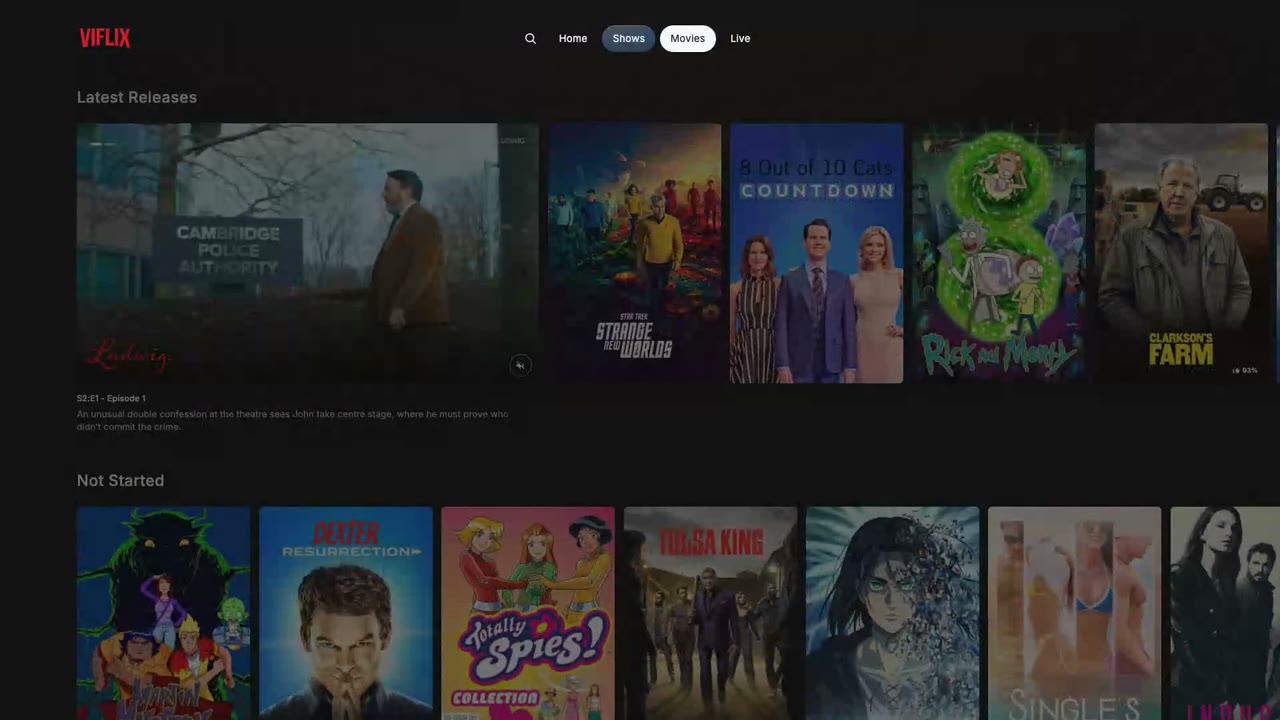 VIFLIX
Home
Shows
Movies
Live
Latest Releases
CAMBRIDGE
POLICE
AUTHORITY
LUDWIG
Ludwig.
STAR TREK
STRANGE
NEW WORLDS
8 Out of 10 Cats
COUNTDOWN
RICK AND MORTY
CLARKSON'S
FARM
93%
S2:E1 - Episode 1
An unusual double confession at the theatre sees John take centre stage, where he must prove who
didn't commit the crime.
Not Started
MARTIN
DEXTER
RESURRECTION
Totally
Spies!
COLLECTION
TULSA KING
SINGLE'S